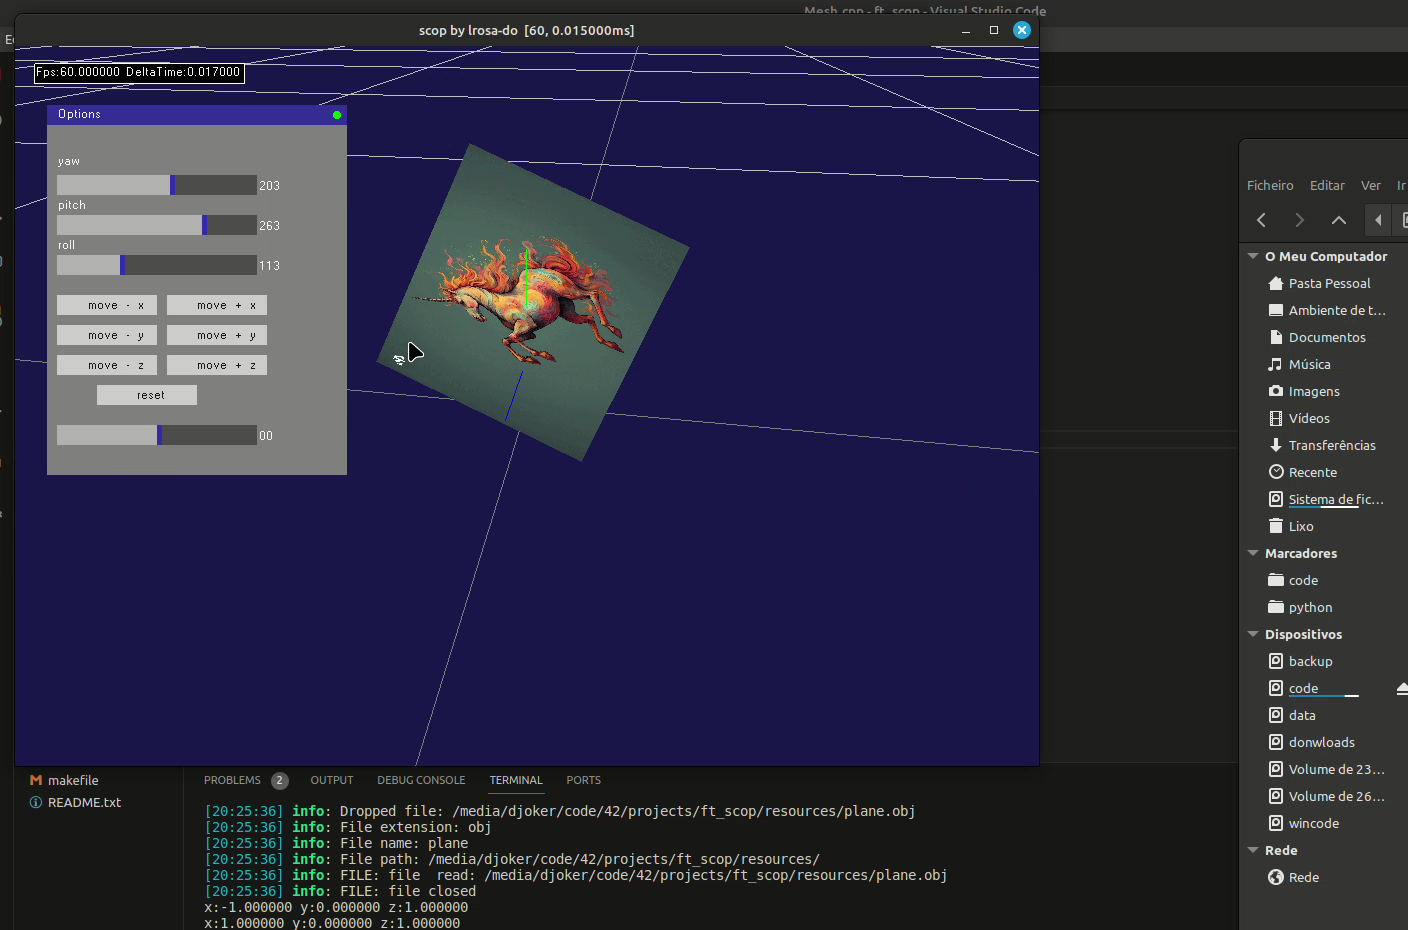 Mesh.cpp - ft_scop - Visual Studio Code
scop by lrosa-do [60, 0.015000ms]
Fps:60.000000 DeltaTime:0.017000
Options
yaw
203
pitch
263
roll
113
move - x move + x
move - y move + y
move - z move + z
reset
00
Ficheiro Editar Ver Ir
O Meu Computador
Pasta Pessoal
Ambiente de t...
Documentos
Música
Imagens
Vídeos
Transferências
Recente
Sistema de fic...
Lixo
Marcadores
code
python
Dispositivos
backup
code
data
donwloads
Volume de 23...
Volume de 26...
wincode
Rede
Rede
makefile
README.txt
PROBLEMS 2 OUTPUT DEBUG CONSOLE TERMINAL PORTS
[20:25:36] info: Dropped file: /media/djoker/code/42/projects/ft_scop/resources/plane.obj
[20:25:36] info: File extension: obj
[20:25:36] info: File name: plane
[20:25:36] info: File path: /media/djoker/code/42/projects/ft_scop/resources/
[20:25:36] info: FILE: file  read: /media/djoker/code/42/projects/ft_scop/resources/plane.obj
[20:25:36] info: FILE: file closed
x:-1.000000 y:0.000000 z:1.000000
x:1.000000 y:0.000000 z:1.000000